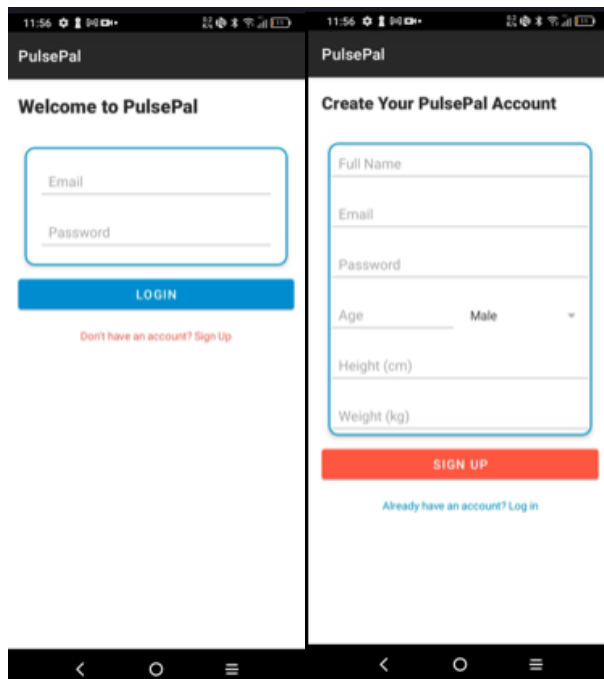 11:56
PulsePal
Welcome to PulsePal
Email
Password
LOGIN
Don't have an account? Sign Up
11:56
PulsePal
Create Your PulsePal Account
Full Name
Email
Password
Age Male
Height (cm)
Weight (kg)
SIGN UP
Already have an account? Log in